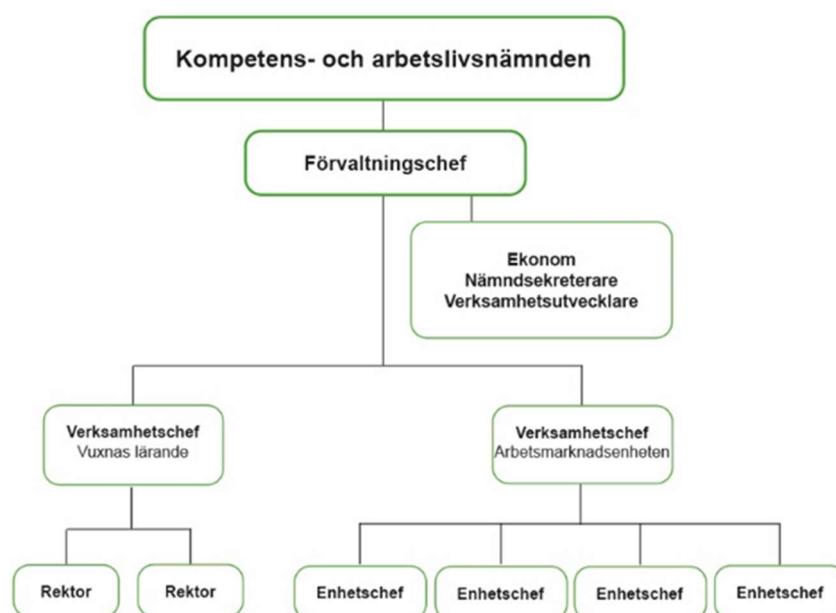 Kompetens- och arbetslivsnämnden
Förvaltningschef
Ekonom
Nämndsekreterare
Verksamhetsutvecklare
Verksamhetschef
Vuxnas lärande
Verksamhetschef
Arbetsmarknadsenheten
Rektor
Rektor
Enhetschef
Enhetschef
Enhetschef
Enhetschef